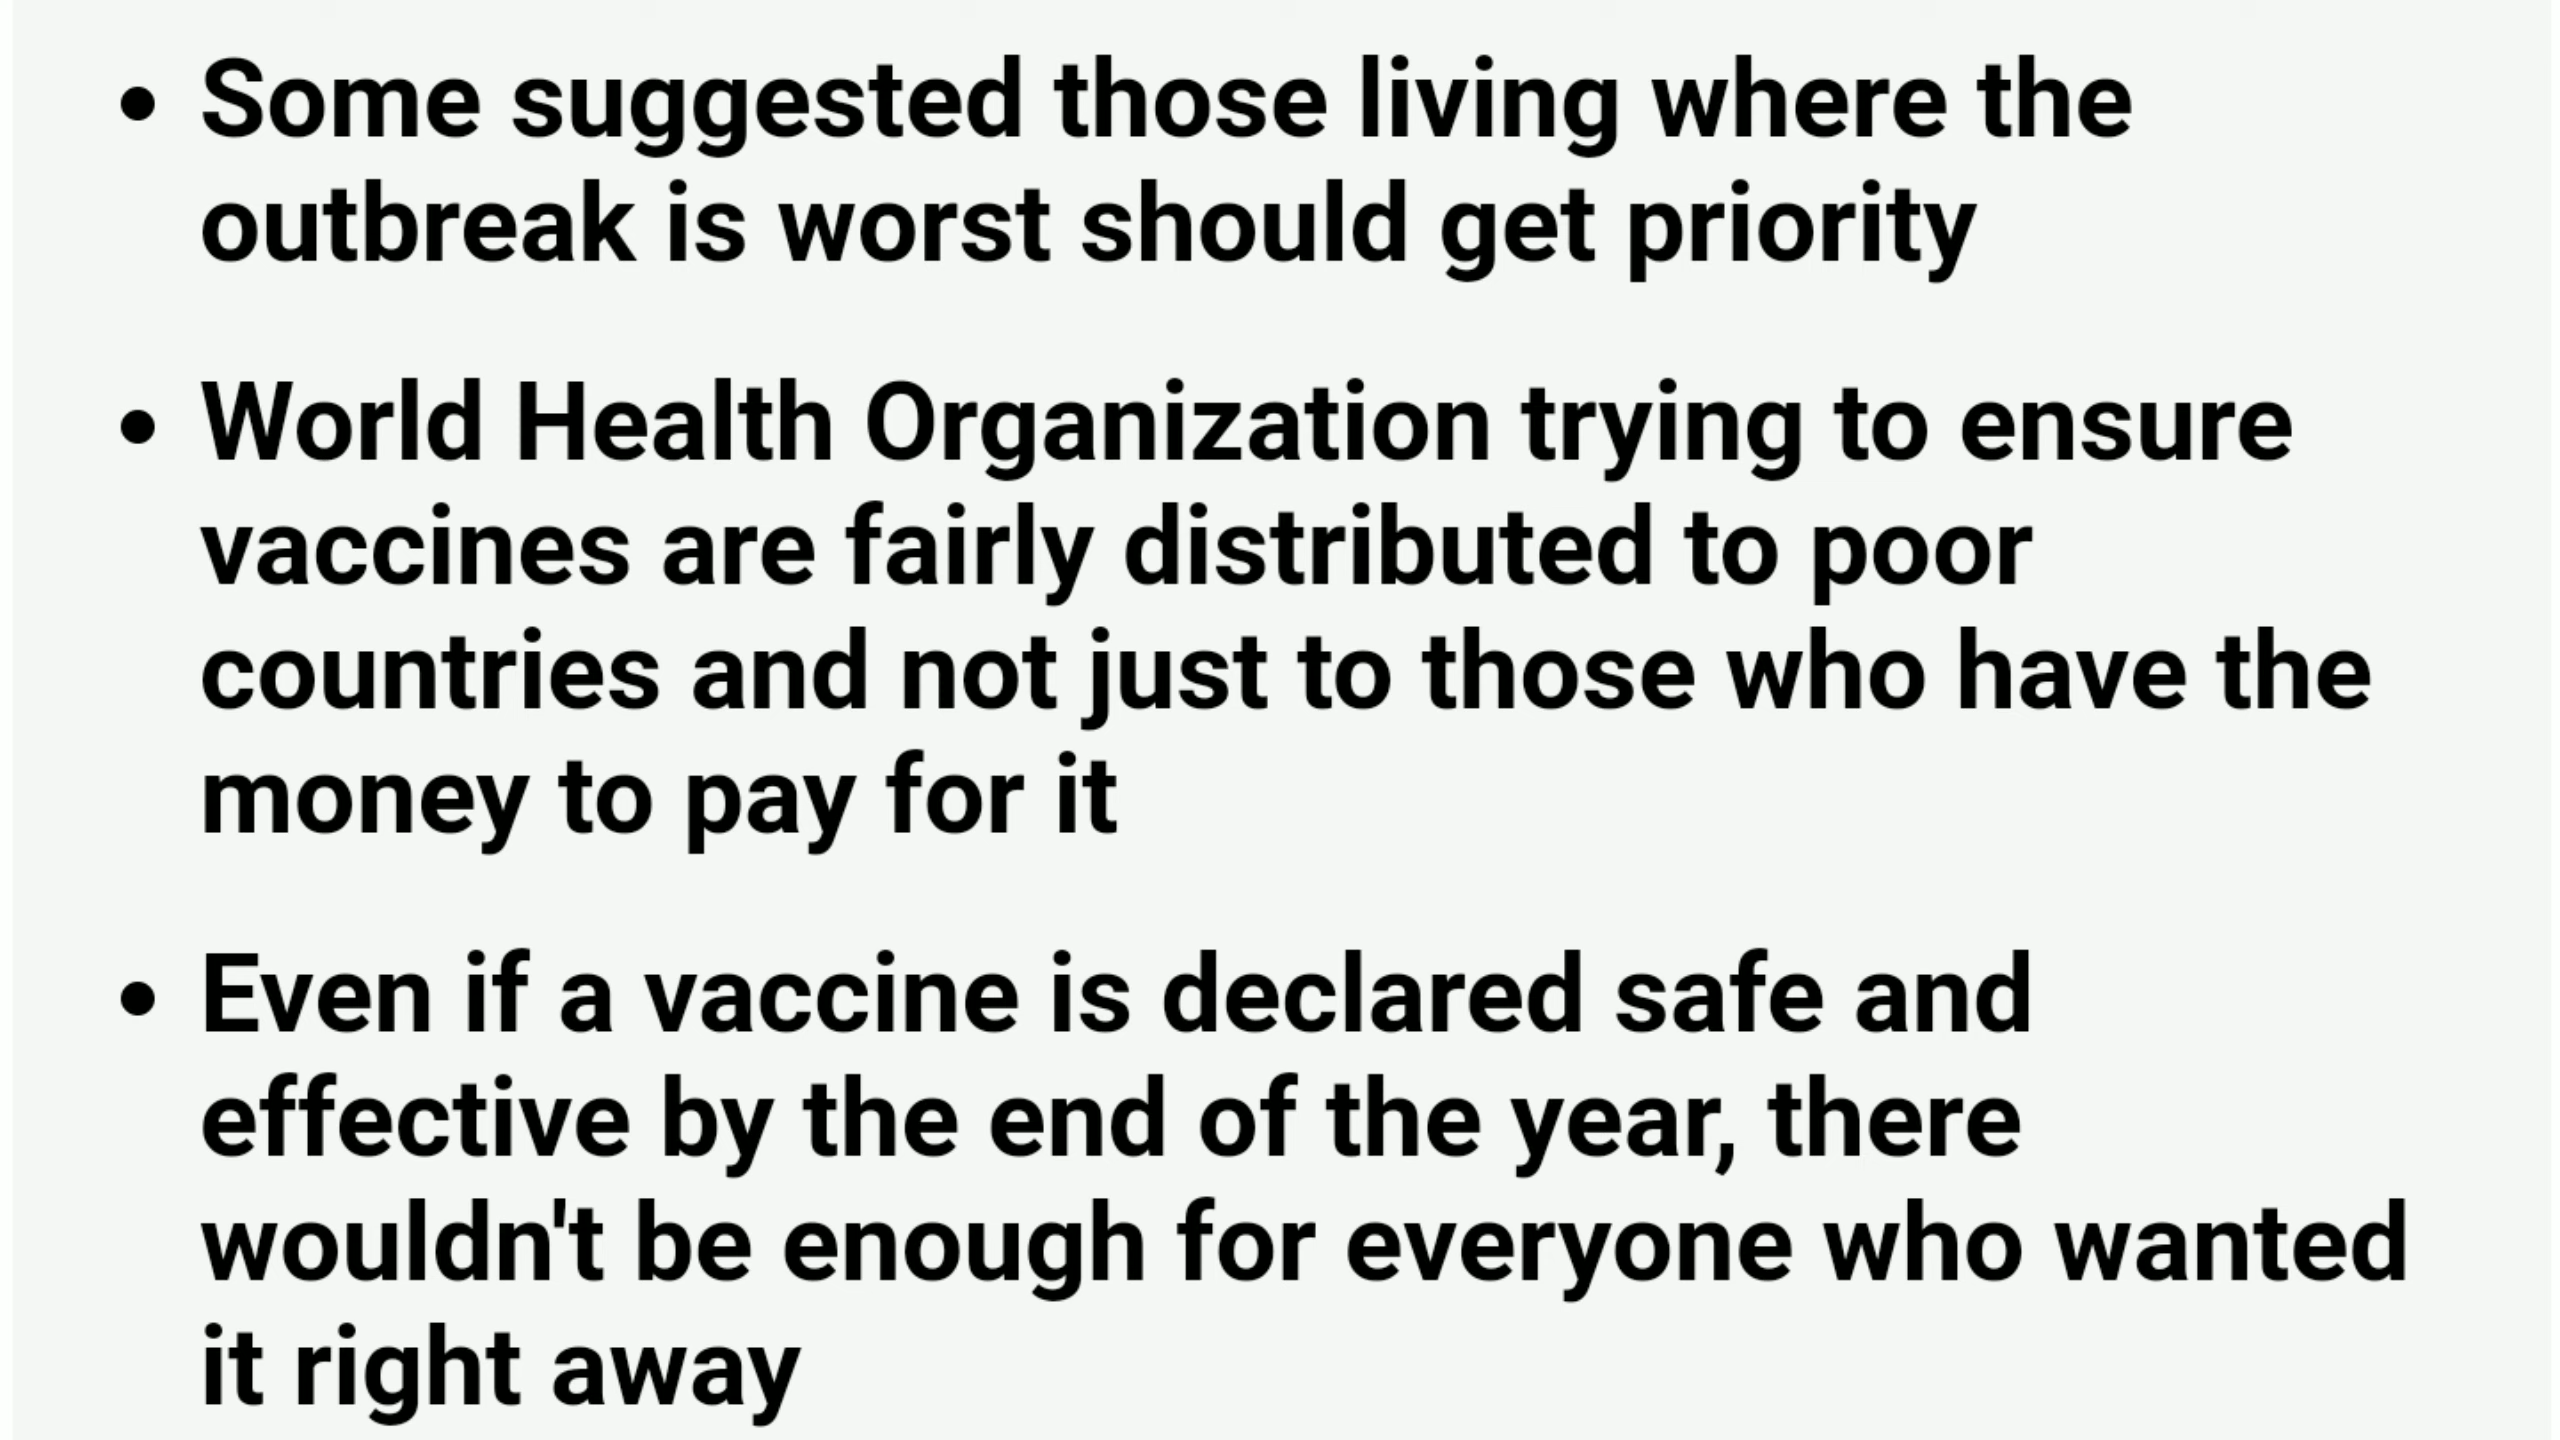 • Some suggested those living where the
outbreak is worst should get priority
• World Health Organization trying to ensure
vaccines are fairly distributed to poor
countries and not just to those who have the
money to pay for it
• Even if a vaccine is declared safe and
effective by the end of the year, there
wouldn't be enough for everyone who wanted
it right away